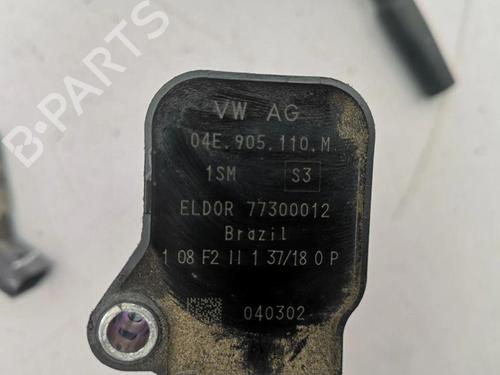 B-PARTS
VW AG
04E.905.110.M
1SM S3
ELDOR 77300012
Brazil
1 08 F2 II 1 37/18 0 P
040302